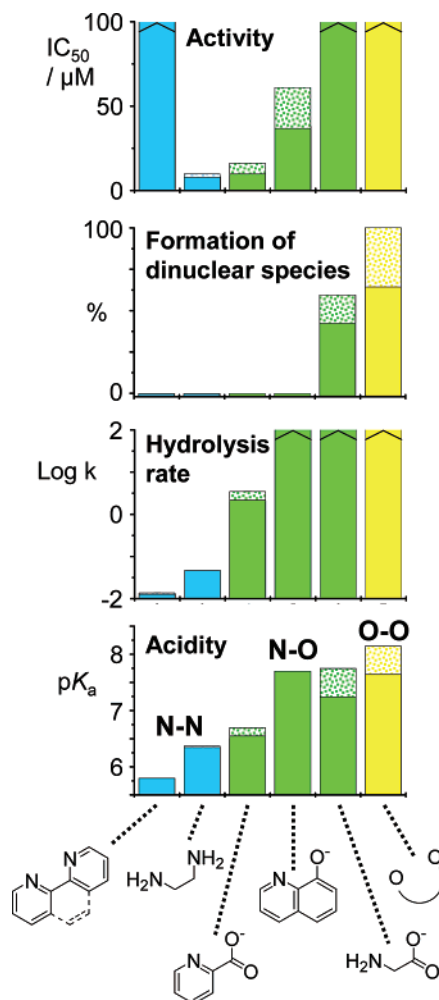 IC50
/ µM
Activity
100
50
0
100
Formation of
dinuclear species
%
0
2
Hydrolysis
rate
Log k
0
-2
O-O
8
Acidity
N-O
pKa
7
N-N
6
N
N
NH2
H2N
O-
N
O
O
N
O-
O
H2N
O-
O